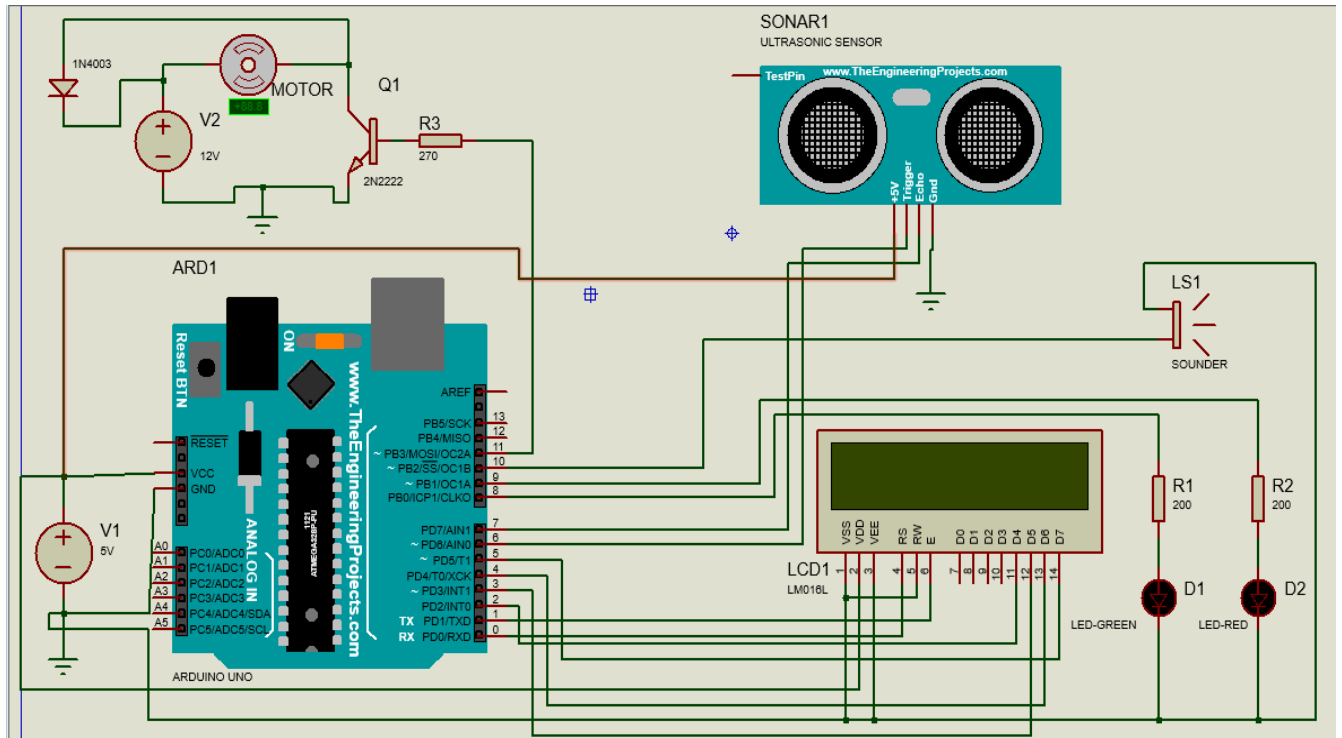 SONAR1
ULTRASONIC SENSOR
TestPin
www.TheEngineeringProjects.com
+5V
Trigger
Echo
Gnd
1N4003
MOTOR
+88.8
V2
12V
Q1
2N2222
R3
270
ARD1
Reset BTN
ON
www.TheEngineeringProjects.com
ANALOG IN
1121
ATMEGA328P-PU
RESET
VCC
GND
A0 PC0/ADC0
A1 PC1/ADC1
A2 PC2/ADC2
A3 PC3/ADC3
A4 PC4/ADC4/SDA
A5 PC5/ADC5/SCL
AREF
PB5/SCK 13
PB4/MISO 12
~ PB3/MOSI/OC2A 11
~ PB2/SS/OC1B 10
~ PB1/OC1A 9
PB0/ICP1/CLKO 8
PD7/AIN1 7
~ PD6/AIN0 6
~ PD5/T1 5
PD4/T0/XCK 4
~ PD3/INT1 3
PD2/INT0 2
TX PD1/TXD 1
RX PD0/RXD 0
ARDUINO UNO
V1
5V
LS1
SOUNDER
VSS VDD VEE RS RW E D0 D1 D2 D3 D4 D5 D6 D7
1 2 3 4 5 6 7 8 9 10 11 12 13 14
LCD1
LM016L
R1
200
R2
200
D1
LED-GREEN
D2
LED-RED